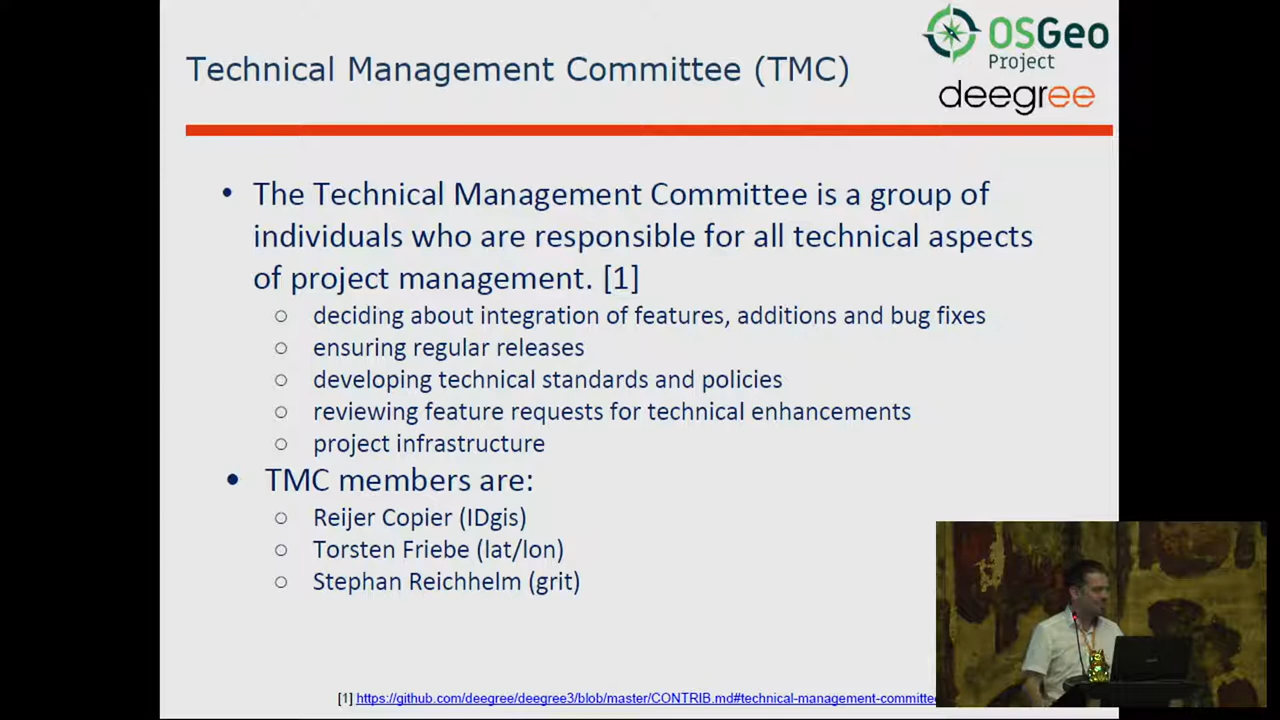 Technical Management Committee (TMC)
OSGeo
Project
deegree
• The Technical Management Committee is a group of
individuals who are responsible for all technical aspects
of project management. [1]
○ deciding about integration of features, additions and bug fixes
○ ensuring regular releases
○ developing technical standards and policies
○ reviewing feature requests for technical enhancements
○ project infrastructure
• TMC members are:
○ Reijer Copier (IDgis)
○ Torsten Friebe (lat/lon)
○ Stephan Reichhelm (grit)
[1] https://github.com/deegree/deegree3/blob/master/CONTRIB.md#technical-management-committee